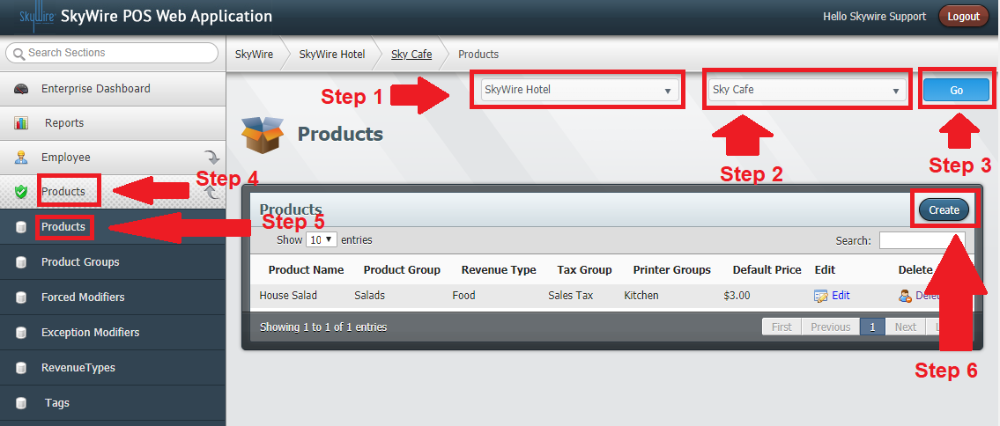 SkyWire SkyWire POS Web Application
Hello Skywire Support Logout
Search Sections
SkyWire SkyWire Hotel Sky Cafe Products
Enterprise Dashboard
Step 1 SkyWire Hotel Sky Cafe Go
Reports
Products
Employee
Step 2 Step 3
Products Step 4
Products Create
Products Step 5
Show 10 entries Search:
Product Groups
Product Name Product Group Revenue Type Tax Group Printer Groups Default Price Edit Delete
Forced Modifiers
House Salad Salads Food Sales Tax Kitchen $3.00 Edit
Exception Modifiers
Showing 1 to 1 of 1 entries First Previous 1 Next
RevenueTypes
Step 6
Tags